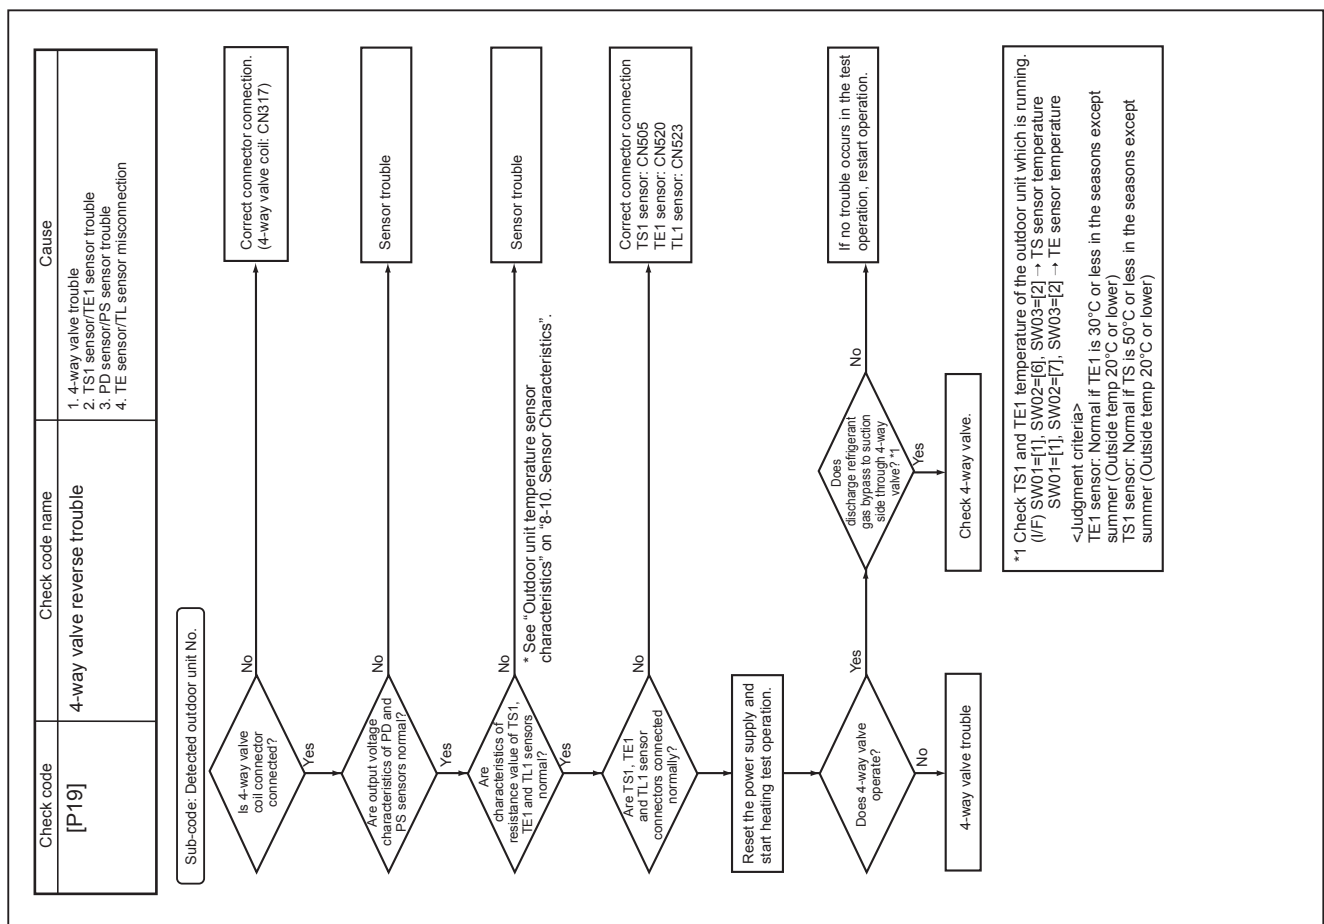 Check code
Check code name
Cause
[P19]
4-way valve reverse trouble
1. 4-way valve trouble
2. TS1 sensor/TE1 sensor trouble
3. PD sensor/PS sensor trouble
4. TE sensor/TL sensor misconnection
Sub-code: Detected outdoor unit No.
Is 4-way valve
coil connector
connected?
No
Correct connector connection.
(4-way valve coil: CN317)
Yes
Are output voltage
characteristics of PD and
PS sensors normal?
No
Sensor trouble
Yes
Are
characteristics of
resistance value of TS1,
TE1 and TL1 sensors
normal?
No
Sensor trouble
* See “Outdoor unit temperature sensor
characteristics” on “8-10. Sensor Characteristics”.
Yes
Are TS1, TE1
and TL1 sensor
connectors connected
normally?
No
Correct connector connection
TS1 sensor: CN505
TE1 sensor: CN520
TL1 sensor: CN523
Reset the power supply and
start heating test operation.
Does 4-way valve
operate?
Yes
Does
discharge refrigerant
gas bypass to suction
side through 4-way
valve? *1
No
If no trouble occurs in the test
operation, restart operation.
No
Yes
4-way valve trouble
Check 4-way valve.
*1 Check TS1 and TE1 temperature of the outdoor unit which is running.
(I/F) SW01=[1], SW02=[6], SW03=[2] → TS sensor temperature
SW01=[1], SW02=[7], SW03=[2] → TE sensor temperature
<Judgment criteria>
TE1 sensor: Normal if TE1 is 30°C or less in the seasons except
summer (Outside temp 20°C or lower)
TS1 sensor: Normal if TS is 50°C or less in the seasons except
summer (Outside temp 20°C or lower)